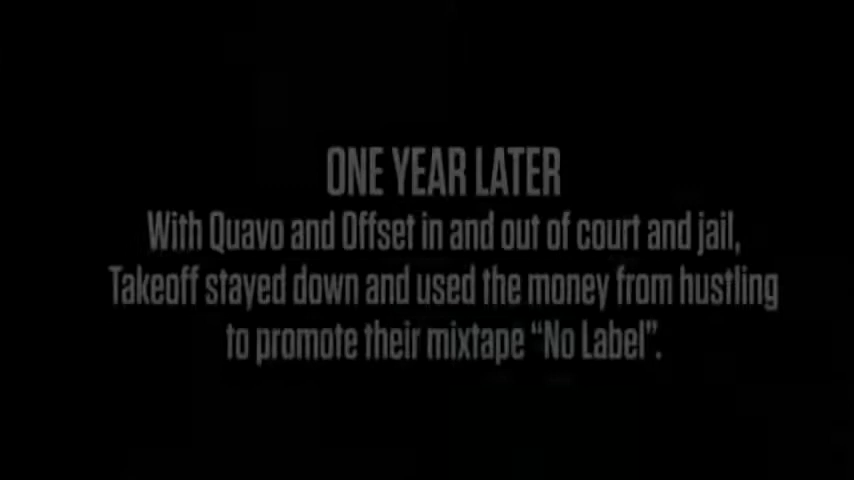 ONE YEAR LATER
With Quavo and Offset in and out of court and jail,
Takeoff stayed down and used the money from hustling
to promote their mixtape “No Label”.